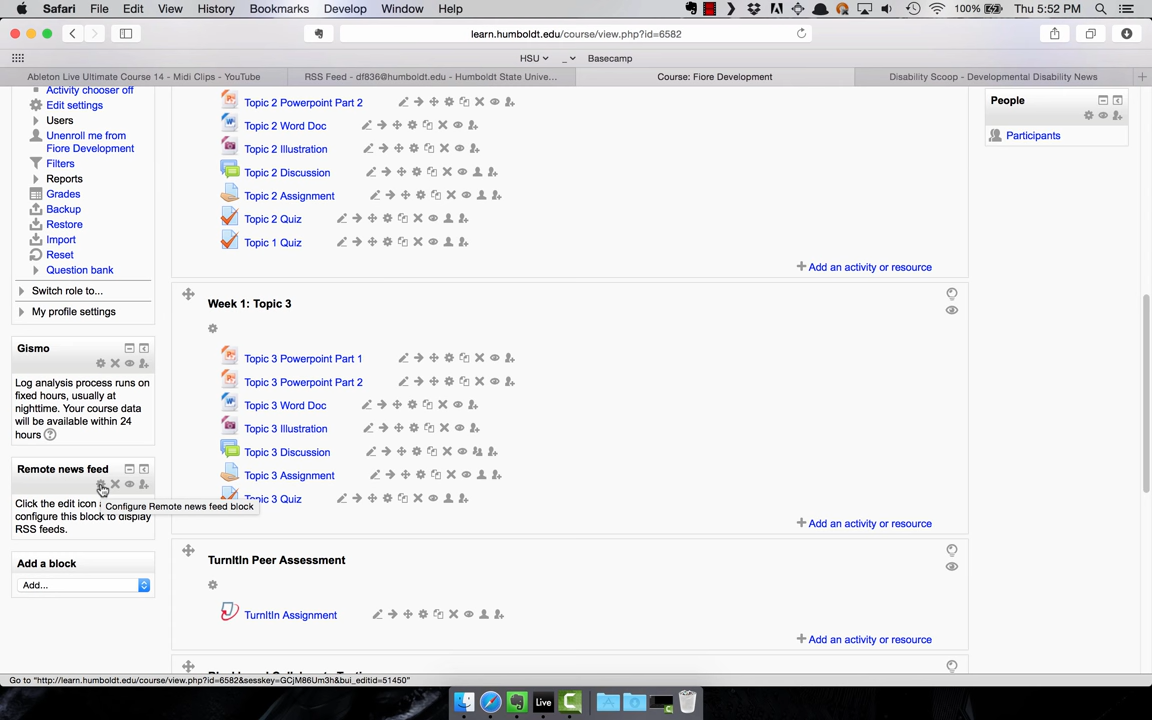 Safari File Edit View History Bookmarks Develop Window Help 100% Thu 5:52 PM
learn.humboldt.edu/course/view.php?id=6582
HSU Basecamp
Ableton Live Ultimate Course 14 - Midi Clips - YouTube RSS Feed - df836@humboldt.edu - Humboldt State Unive... Course: Fiore Development Disability Scoop - Developmental Disability News
Activity chooser off
Edit settings
Users
Unenroll me from
Fiore Development
Filters
Reports
Grades
Backup
Restore
Import
Reset
Question bank
Switch role to...
My profile settings
Gismo
Log analysis process runs on
fixed hours, usually at
nighttime. Your course data
will be available within 24
hours
Remote news feed
Click the edit icon
configure this block to display
RSS feeds.
Configure Remote news feed block
Add a block
Add...
Topic 2 Powerpoint Part 2
Topic 2 Word Doc
Topic 2 Illustration
Topic 2 Discussion
Topic 2 Assignment
Topic 2 Quiz
Topic 1 Quiz
Add an activity or resource
Week 1: Topic 3
Topic 3 Powerpoint Part 1
Topic 3 Powerpoint Part 2
Topic 3 Word Doc
Topic 3 Illustration
Topic 3 Discussion
Topic 3 Assignment
Topic 3 Quiz
Add an activity or resource
TurnItIn Peer Assessment
TurnItIn Assignment
Add an activity or resource
People
Participants
Go to "http://learn.humboldt.edu/course/view.php?id=6582&sesskey=GCjM86Um3h&bui_editid=51450"
Live